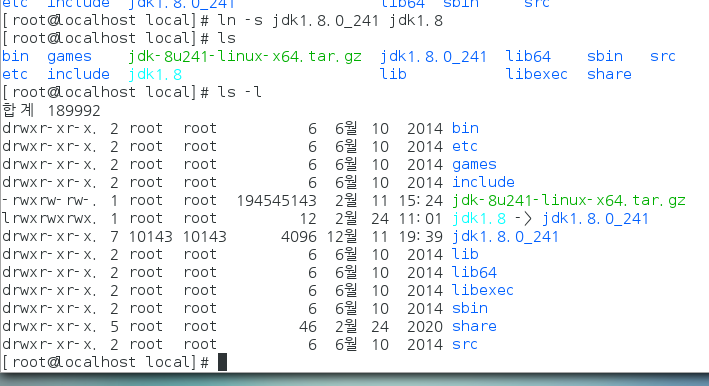 etc include jdk1.8.0_241 lib64 sbin src
[root@localhost local]# ln -s jdk1.8.0_241 jdk1.8
[root@localhost local]# ls
bin games jdk-8u241-linux-x64.tar.gz jdk1.8.0_241 lib64 sbin src
etc include jdk1.8 lib libexec share
[root@localhost local]# ls -l
합계 189992
drwxr-xr-x. 2 root root 6 6월 10 2014 bin
drwxr-xr-x. 2 root root 6 6월 10 2014 etc
drwxr-xr-x. 2 root root 6 6월 10 2014 games
drwxr-xr-x. 2 root root 6 6월 10 2014 include
-rwxrw-rw-. 1 root root 194545143 2월 11 15:24 jdk-8u241-linux-x64.tar.gz
lrwxrwxrwx. 1 root root 12 2월 24 11:01 jdk1.8 -> jdk1.8.0_241
drwxr-xr-x. 7 10143 10143 4096 12월 11 19:39 jdk1.8.0_241
drwxr-xr-x. 2 root root 6 6월 10 2014 lib
drwxr-xr-x. 2 root root 6 6월 10 2014 lib64
drwxr-xr-x. 2 root root 6 6월 10 2014 libexec
drwxr-xr-x. 2 root root 6 6월 10 2014 sbin
drwxr-xr-x. 5 root root 46 2월 24 2020 share
drwxr-xr-x. 2 root root 6 6월 10 2014 src
[root@localhost local]#